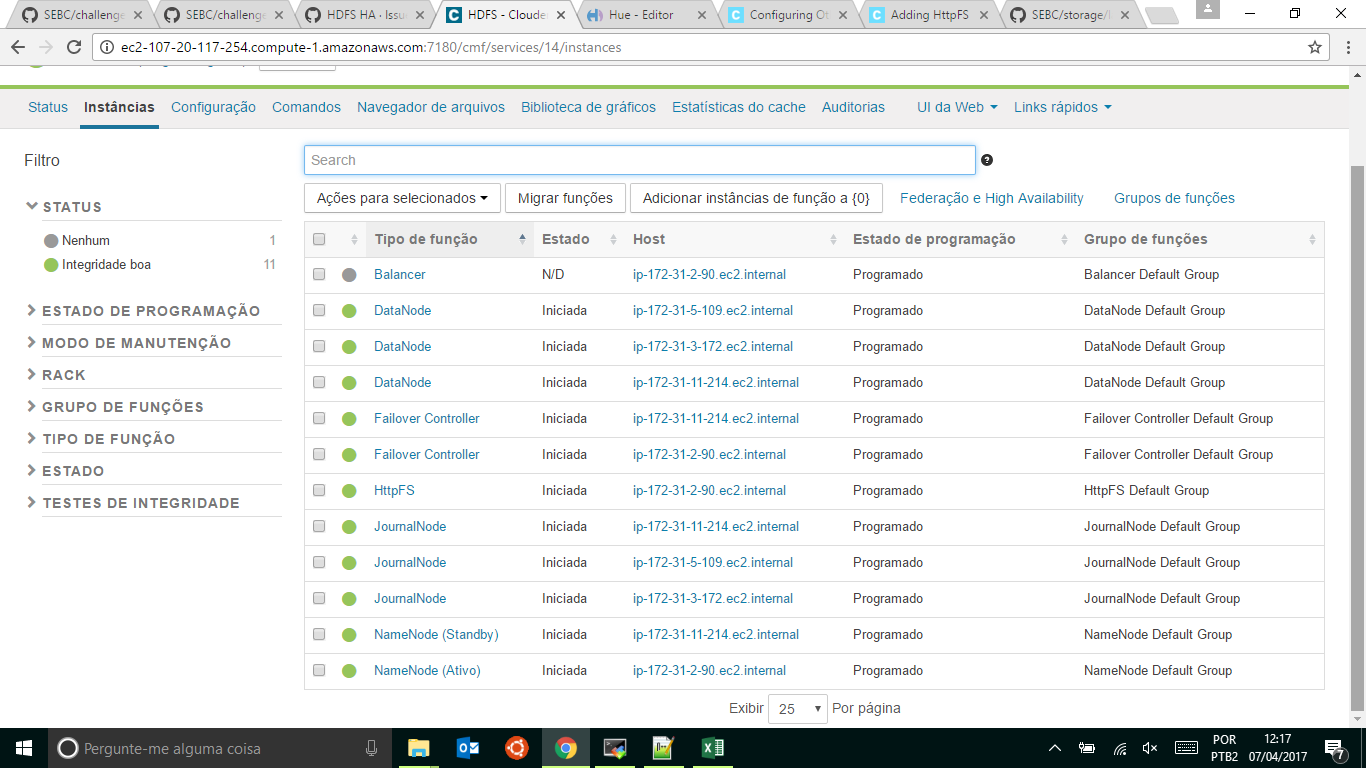 SEBC/challenge
SEBC/challenge
HDFS HA · Issu
HDFS - Cloude
Hue - Editor
Configuring Ot
Adding HttpFS
SEBC/storage/l
ec2-107-20-117-254.compute-1.amazonaws.com:7180/cmf/services/14/instances
Status Instâncias Configuração Comandos Navegador de arquivos Biblioteca de gráficos Estatísticas do cache Auditorias UI da Web Links rápidos
Filtro
STATUS
Nenhum 1
Integridade boa 11
ESTADO DE PROGRAMAÇÃO
MODO DE MANUTENÇÃO
RACK
GRUPO DE FUNÇÕES
TIPO DE FUNÇÃO
ESTADO
TESTES DE INTEGRIDADE
Search
Ações para selecionados Migrar funções Adicionar instâncias de função a {0} Federação e High Availability Grupos de funções
Tipo de função Estado Host Estado de programação Grupo de funções
Balancer N/D ip-172-31-2-90.ec2.internal Programado Balancer Default Group
DataNode Iniciada ip-172-31-5-109.ec2.internal Programado DataNode Default Group
DataNode Iniciada ip-172-31-3-172.ec2.internal Programado DataNode Default Group
DataNode Iniciada ip-172-31-11-214.ec2.internal Programado DataNode Default Group
Failover Controller Iniciada ip-172-31-11-214.ec2.internal Programado Failover Controller Default Group
Failover Controller Iniciada ip-172-31-2-90.ec2.internal Programado Failover Controller Default Group
HttpFS Iniciada ip-172-31-2-90.ec2.internal Programado HttpFS Default Group
JournalNode Iniciada ip-172-31-11-214.ec2.internal Programado JournalNode Default Group
JournalNode Iniciada ip-172-31-5-109.ec2.internal Programado JournalNode Default Group
JournalNode Iniciada ip-172-31-3-172.ec2.internal Programado JournalNode Default Group
NameNode (Standby) Iniciada ip-172-31-11-214.ec2.internal Programado NameNode Default Group
NameNode (Ativo) Iniciada ip-172-31-2-90.ec2.internal Programado NameNode Default Group
Exibir 25 Por página
Pergunte-me alguma coisa
POR
PTB2
12:17
07/04/2017
7